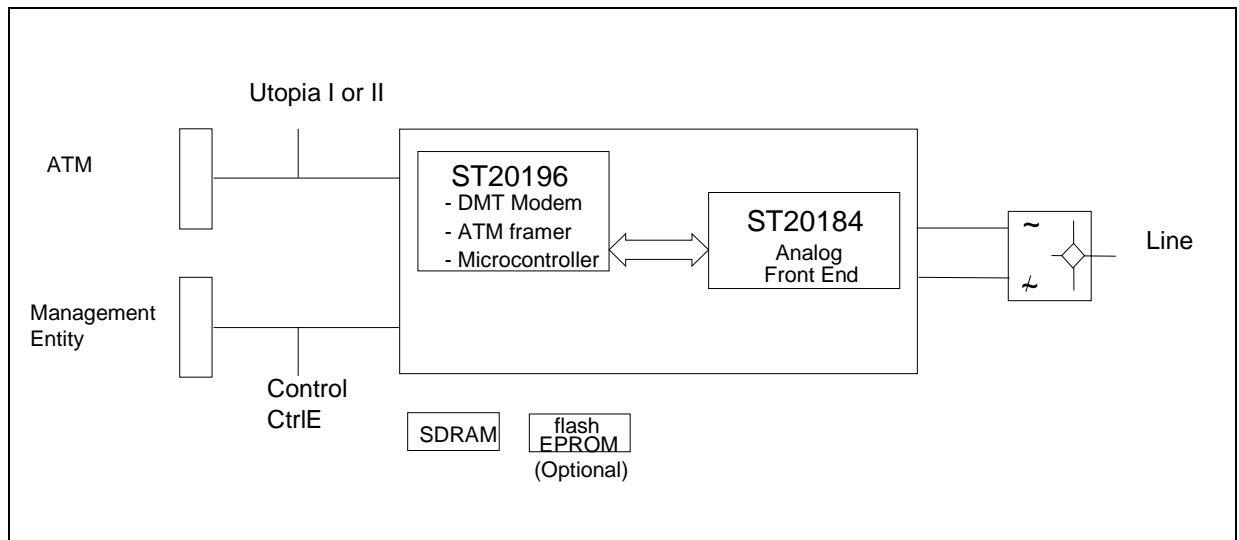 Utopia I or II
ATM
ST20196
- DMT Modem
- ATM framer
- Microcontroller
ST20184
Analog
Front End
~
~
Line
Management
Entity
Control
CtrlE
SDRAM
flash
EPROM
(Optional)